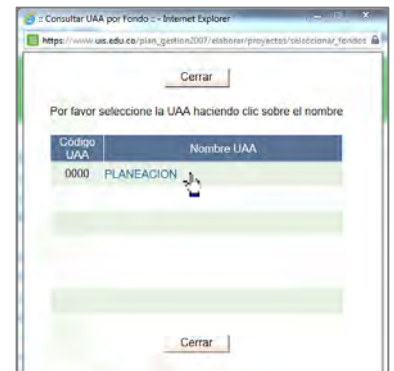 :: Consultar UAA por Fondo :: - Internet Explorer
https://www.uis.edu.co/plan_gestion2007/elaborar/proyectos/seleccionar_fondos
Cerrar
Por favor seleccione la UAA haciendo clic sobre el nombre
Código UAA Nombre UAA
0000 PLANEACION
Cerrar